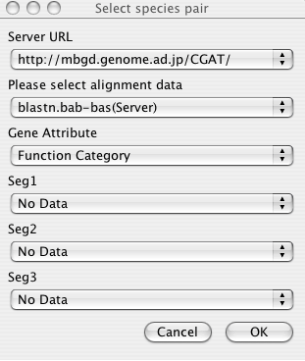 Select species pair
Server URL
http://mbgd.genome.ad.jp/CGAT/
Please select alignment data
blastn.bab-bas(Server)
Gene Attribute
Function Category
Seg1
No Data
Seg2
No Data
Seg3
No Data
Cancel OK